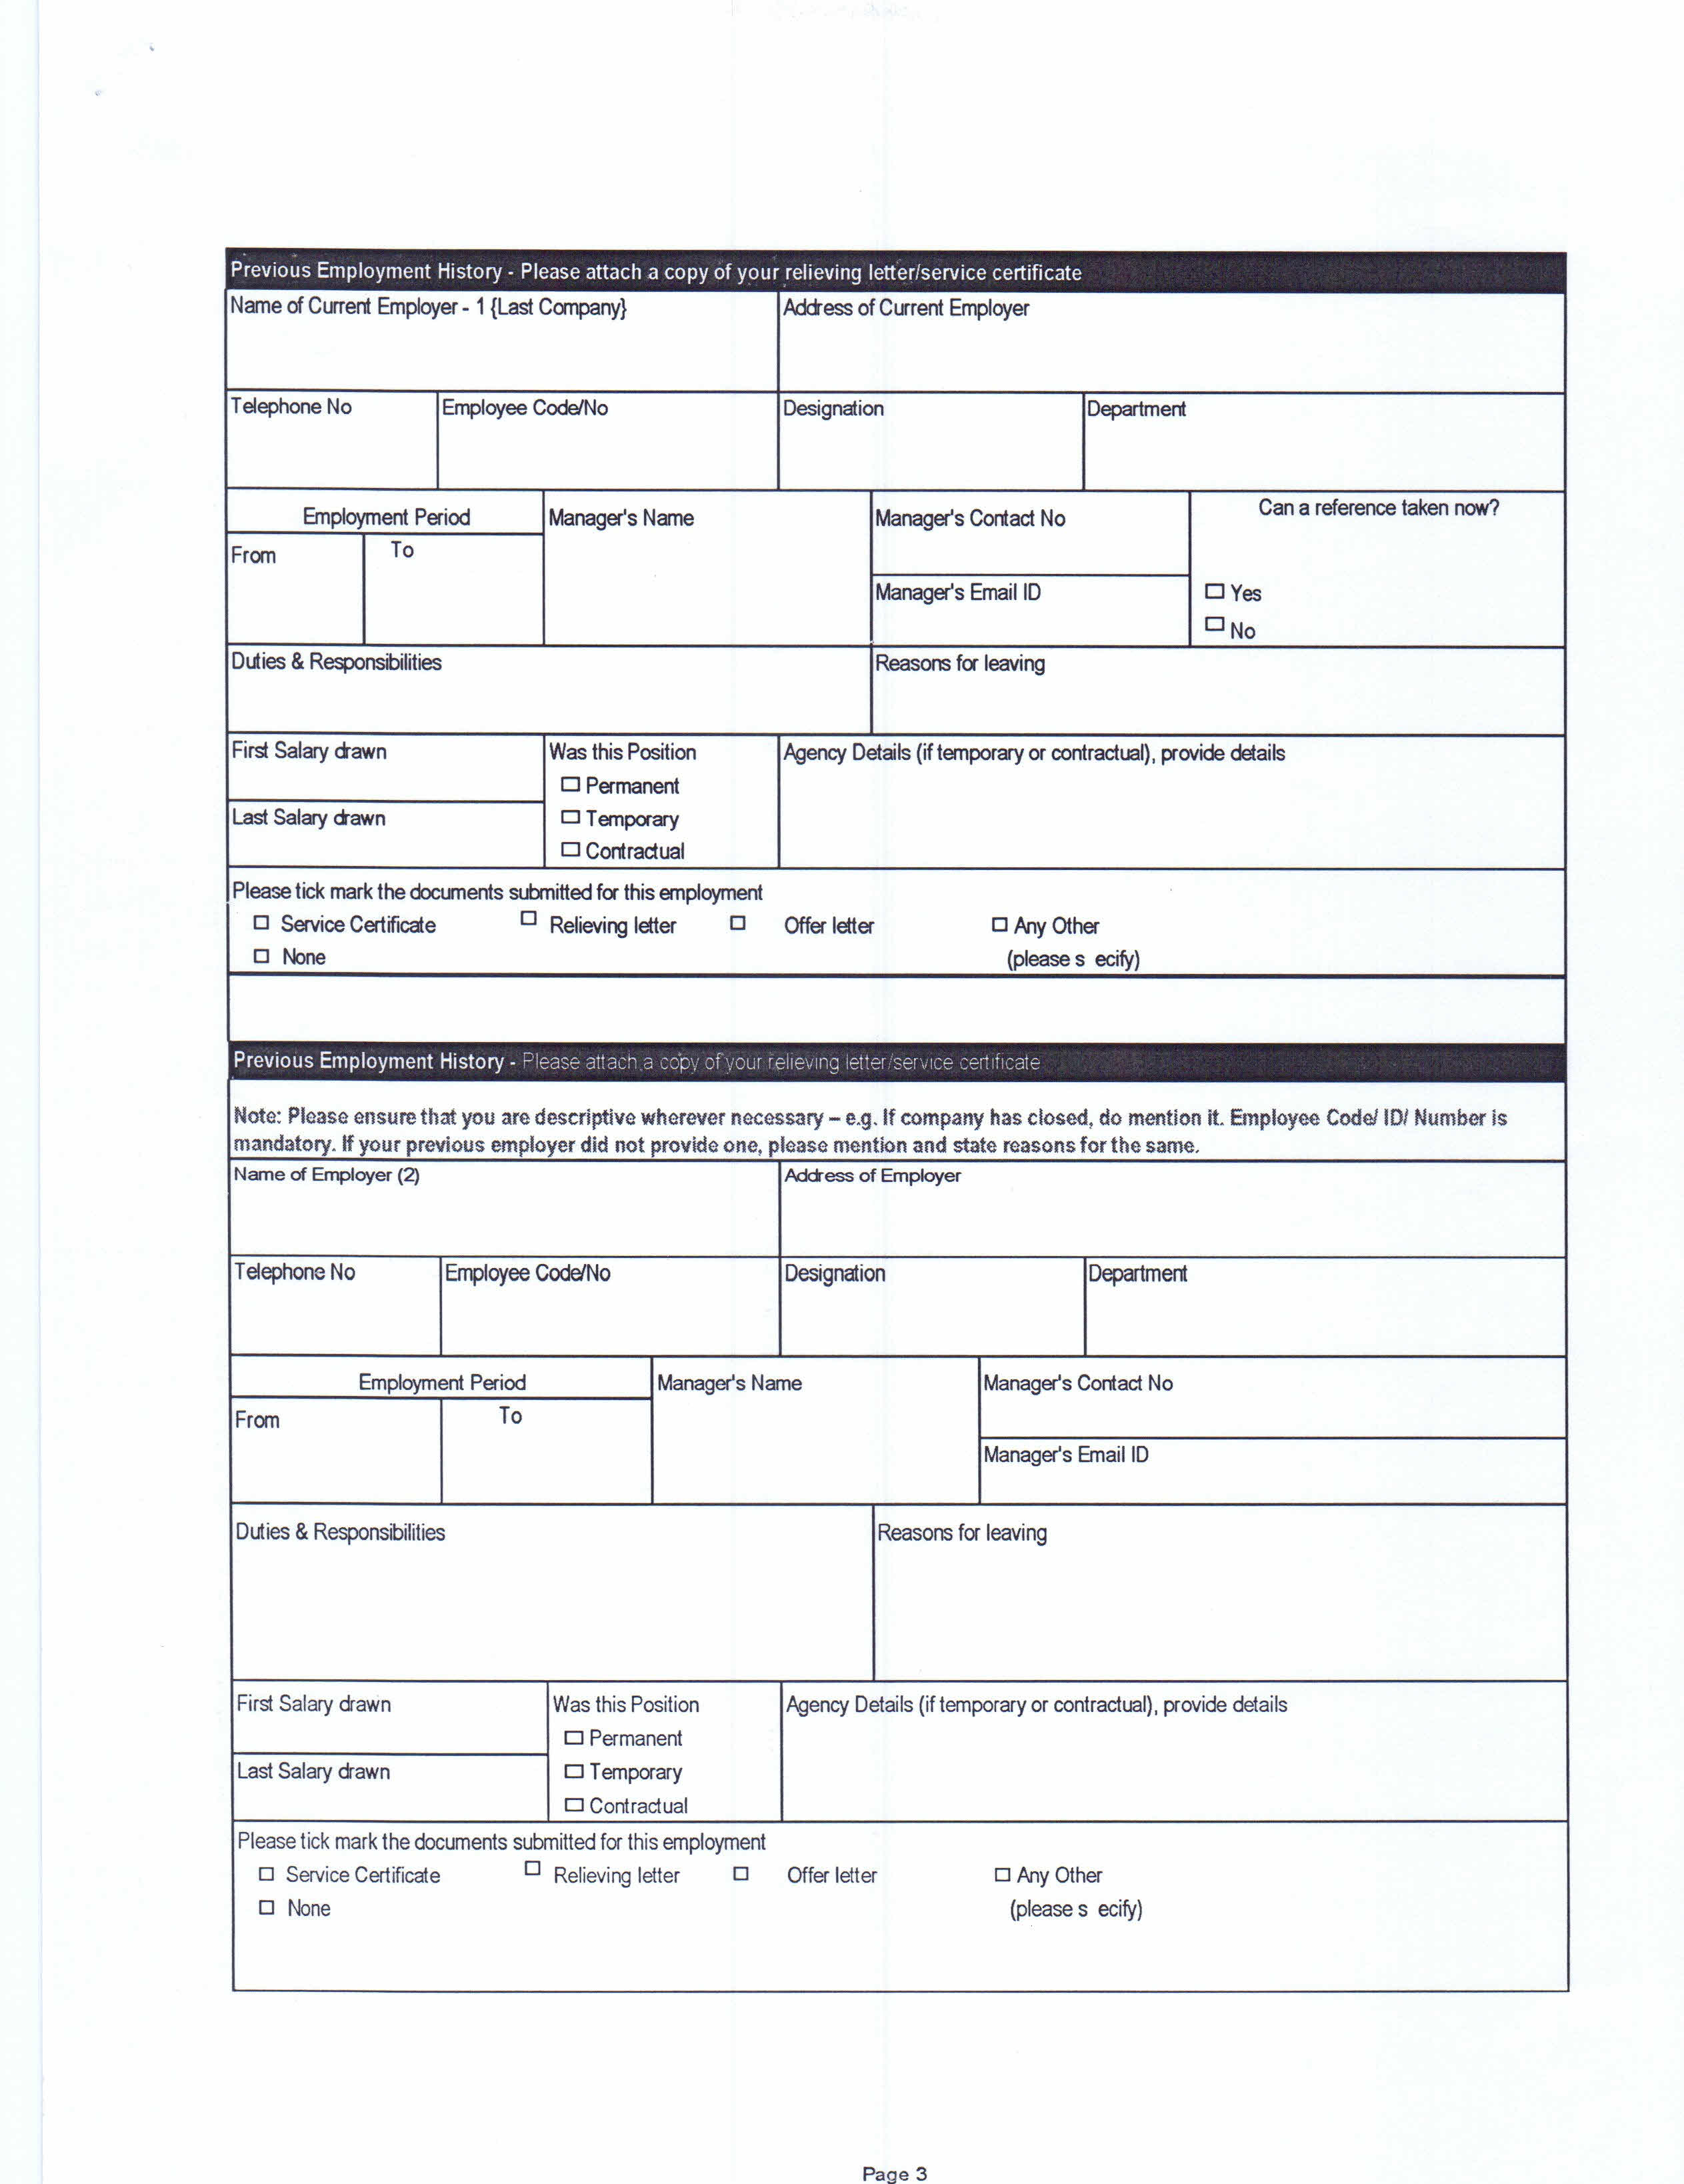 Previous Employment History - Please attach a copy of your relieving letter/service certificate
Name of Current Employer - 1 {Last Company}
Address of Current Employer
Telephone No
Employee Code/No
Designation
Department
Employment Period
Manager's Name
Manager's Contact No
Can a reference taken now?
From
To
Manager's Email ID
Yes
No
Duties & Responsibilities
Reasons for leaving
First Salary drawn
Was this Position
Agency Details (if temporary or contractual), provide details
Permanent
Last Salary drawn
Temporary
Contractual
Please tick mark the documents submitted for this employment
Service Certificate
Relieving letter
Offer letter
Any Other
None
(please s ecify)
Previous Employment History - Please attach a copy of your relieving letter/service certificate
Note: Please ensure that you are descriptive wherever necessary – e.g. If company has closed, do mention it. Employee Code/ ID/ Number is
mandatory. If your previous employer did not provide one, please mention and state reasons for the same.
Name of Employer (2)
Address of Employer
Telephone No
Employee Code/No
Designation
Department
Employment Period
Manager's Name
Manager's Contact No
From
To
Manager's Email ID
Duties & Responsibilities
Reasons for leaving
First Salary drawn
Was this Position
Agency Details (if temporary or contractual), provide details
Permanent
Last Salary drawn
Temporary
Contractual
Please tick mark the documents submitted for this employment
Service Certificate
Relieving letter
Offer letter
Any Other
None
(please s ecify)
Page 3